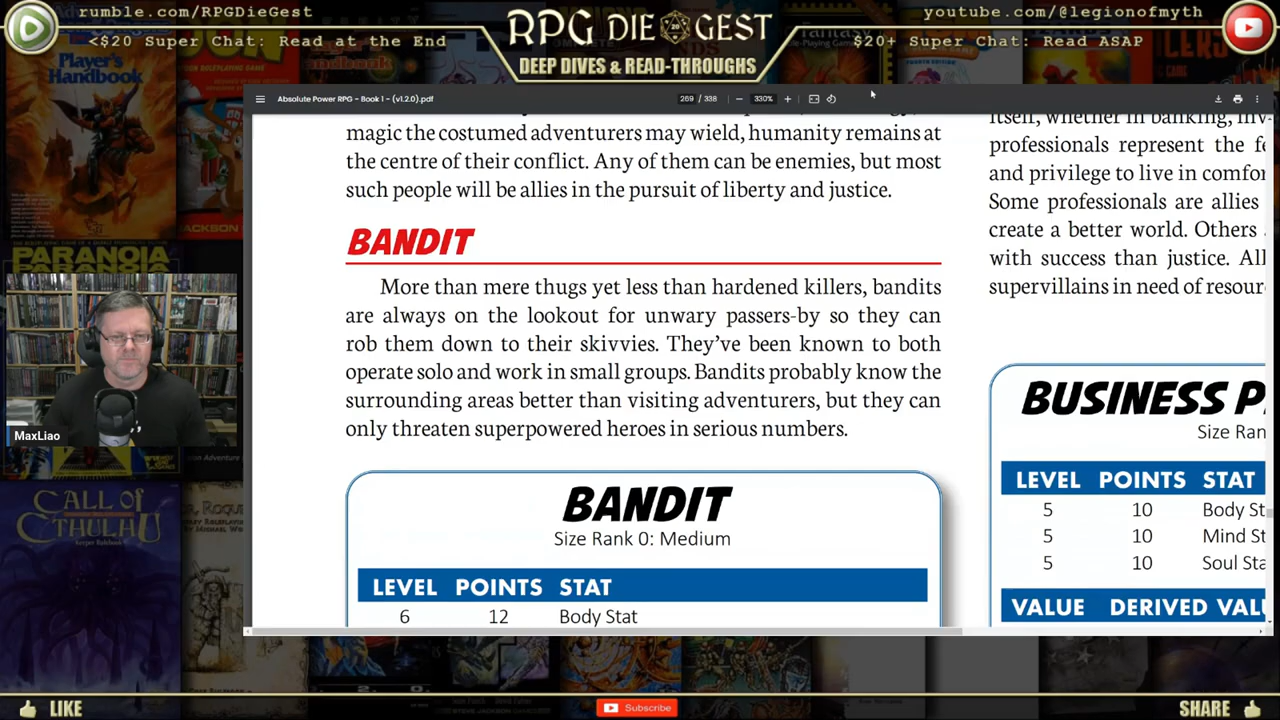 rumble.com/RPGDieGest
<$20 Super Chat: Read at the End
RPG DIE GEST
DEEP DIVES & READ-THROUGHS
youtube.com/@legionofmyth
$20+ Super Chat: Read ASAP
Player's
Handbook
PARANOIA
CALL OF
CTHULHU
Absolute Power RPG - Book 1 - (v1.2.0).pdf
269 / 338
330%
magic the costumed adventurers may wield, humanity remains at
the centre of their conflict. Any of them can be enemies, but most
such people will be allies in the pursuit of liberty and justice.
BANDIT
More than mere thugs yet less than hardened killers, bandits
are always on the lookout for unwary passers-by so they can
rob them down to their skivvies. They've been known to both
operate solo and work in small groups. Bandits probably know the
surrounding areas better than visiting adventurers, but they can
only threaten superpowered heroes in serious numbers.
BANDIT
Size Rank 0: Medium
LEVEL POINTS STAT
6 12 Body Stat
itself, whether in banking, inv
professionals represent the fe
and privilege to live in comfor
Some professionals are allies
create a better world. Others
with success than justice. All
supervillains in need of resour
BUSINESS P
Size Ran
LEVEL POINTS STAT
5 10 Body St
5 10 Mind St
5 10 Soul Sta
VALUE DERIVED VALU
MaxLiao
LIKE
Subscribe
SHARE